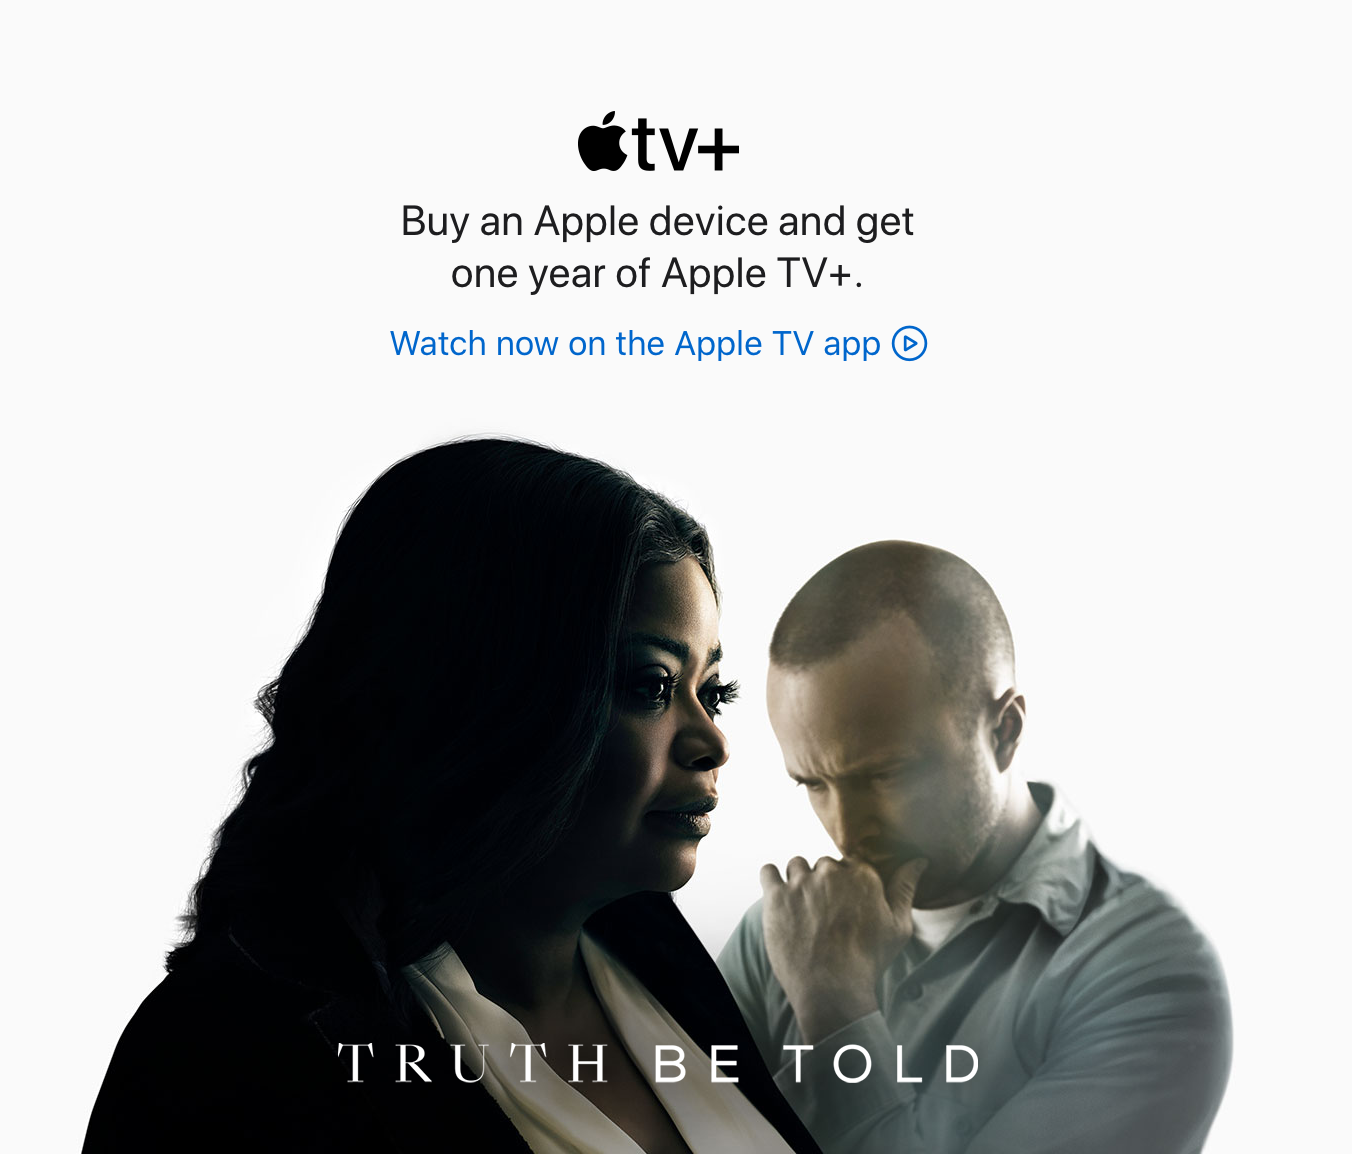 tv+
Buy an Apple device and get
one year of Apple TV+.
Watch now on the Apple TV app
TRUTH BE TOLD